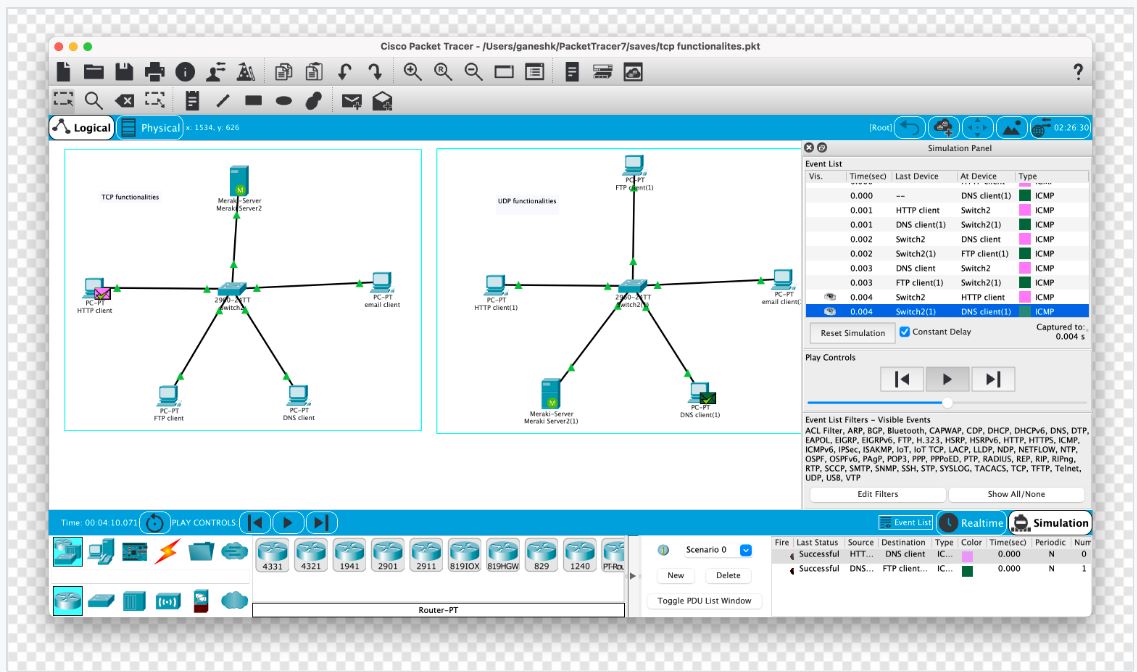 Cisco Packet Tracer - /Users/ganeshk/PacketTracer7/saves/tcp functionalites.pkt
?
Logical Physical x: 1534, y: 626 [Root] 02:26:30
TCP functionalities
M
Meraki-Server
Meraki Server2
PC-PT
HTTP client
2960-24TT
Switch2
PC-PT
email client
PC-PT
FTP client
PC-PT
DNS client
UDP functionalities
PC-PT
FTP client(1)
PC-PT
HTTP client(1)
2960-24TT
Switch2(1)
PC-PT
email client(1
M
Meraki-Server
Meraki Server2(1)
PC-PT
DNS client(1)
Simulation Panel
Event List
Vis. Time(sec) Last Device At Device Type
0.000 -- DNS client(1) ICMP
0.001 HTTP client Switch2 ICMP
0.001 DNS client(1) Switch2(1) ICMP
0.002 Switch2 DNS client ICMP
0.002 Switch2(1) FTP client(1) ICMP
0.003 DNS client Switch2 ICMP
0.003 FTP client(1) Switch2(1) ICMP
0.004 Switch2 HTTP client ICMP
0.004 Switch2(1) DNS client(1) ICMP
Reset Simulation Constant Delay Captured to:
0.004 s
Play Controls
Event List Filters - Visible Events
ACL Filter, ARP, BGP, Bluetooth, CAPWAP, CDP, DHCP, DHCPv6, DNS, DTP,
EAPOL, EIGRP, EIGRPv6, FTP, H.323, HSRP, HSRPv6, HTTP, HTTPS, ICMP,
ICMPv6, IPSec, ISAKMP, IoT, IoT TCP, LACP, LLDP, NDP, NETFLOW, NTP,
OSPF, OSPFv6, PAgP, POP3, PPP, PPPoED, PTP, RADIUS, REP, RIP, RIPng,
RTP, SCCP, SMTP, SNMP, SSH, STP, SYSLOG, TACACS, TCP, TFTP, Telnet,
UDP, USB, VTP
Edit Filters Show All/None
Time: 00:04:10.071 PLAY CONTROLS: Event List Realtime Simulation
4331 4321 1941 2901 2911 819IOX 819HGW 829 1240 PT-Rou
Router-PT
Scenario 0
New Delete
Toggle PDU List Window
Fire Last Status Source Destination Type Color Time(sec) Periodic Num
Successful HTT... DNS client IC... 0.000 N 0
Successful DNS... FTP client... IC... 0.000 N 1